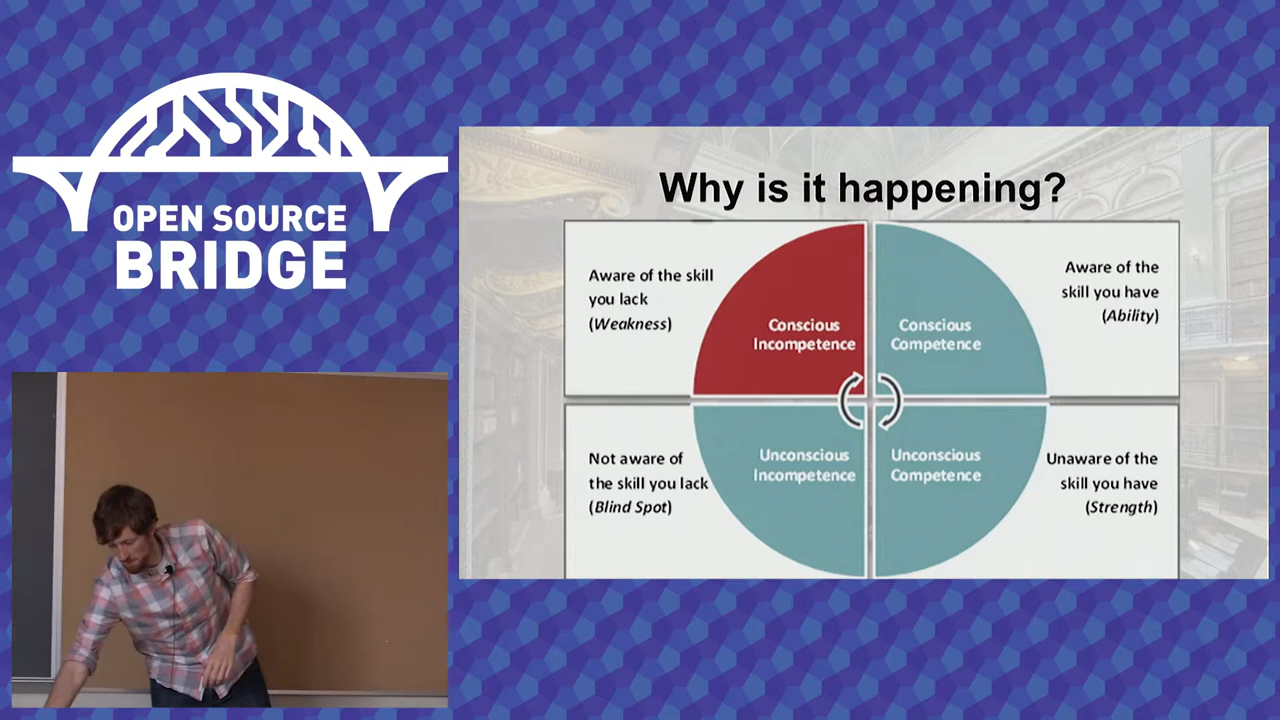 OPEN SOURCE
BRIDGE
Why is it happening?
Aware of the skill
you lack
(Weakness)
Conscious
Incompetence
Conscious
Competence
Aware of the
skill you have
(Ability)
Not aware of
the skill you lack
(Blind Spot)
Unconscious
Incompetence
Unconscious
Competence
Unaware of the
skill you have
(Strength)